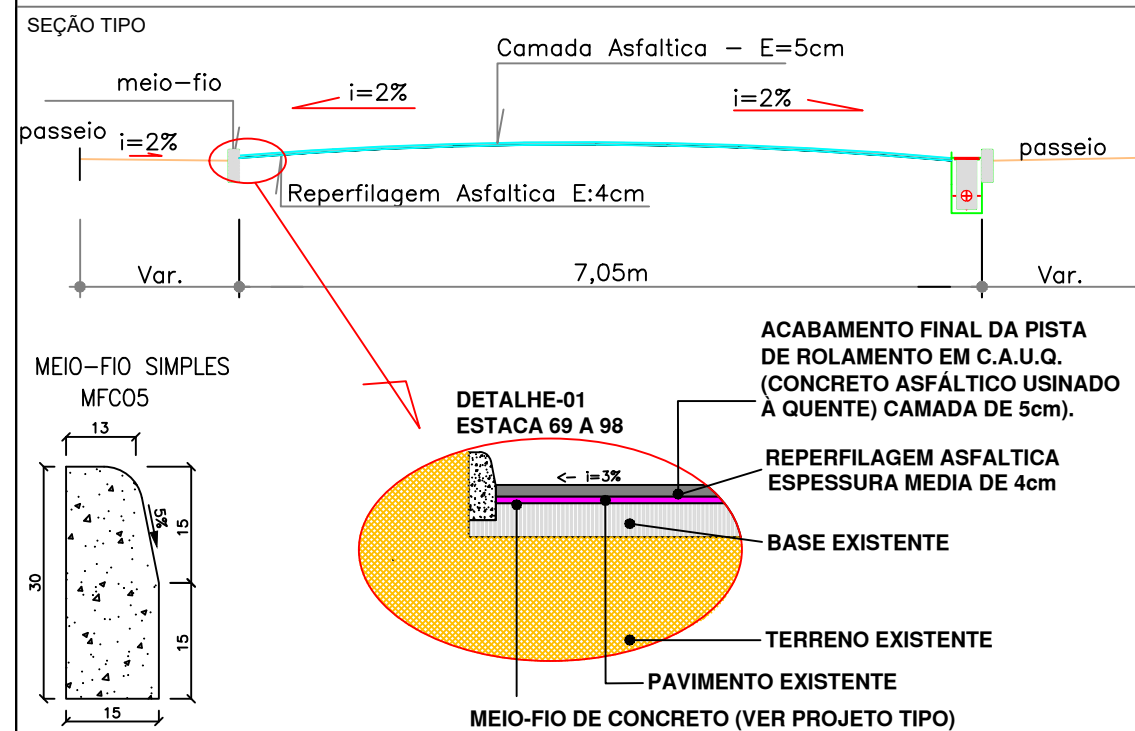 SEÇÃO TIPO
Camada Asfaltica - E=5cm
meio-fio
i=2%
i=2%
passeio
i=2%
passeio
Reperfilagem Asfaltica E:4cm
Var.
7,05m
Var.
MEIO-FIO SIMPLES
MFC05
13
5%
15
30
15
15
DETALHE-01
ESTACA 69 A 98
<- i=3%
ACABAMENTO FINAL DA PISTA
DE ROLAMENTO EM C.A.U.Q.
(CONCRETO ASFÁLTICO USINADO
À QUENTE) CAMADA DE 5cm).
REPERFILAGEM ASFALTICA
ESPESSURA MEDIA DE 4cm
BASE EXISTENTE
TERRENO EXISTENTE
PAVIMENTO EXISTENTE
MEIO-FIO DE CONCRETO (VER PROJETO TIPO)